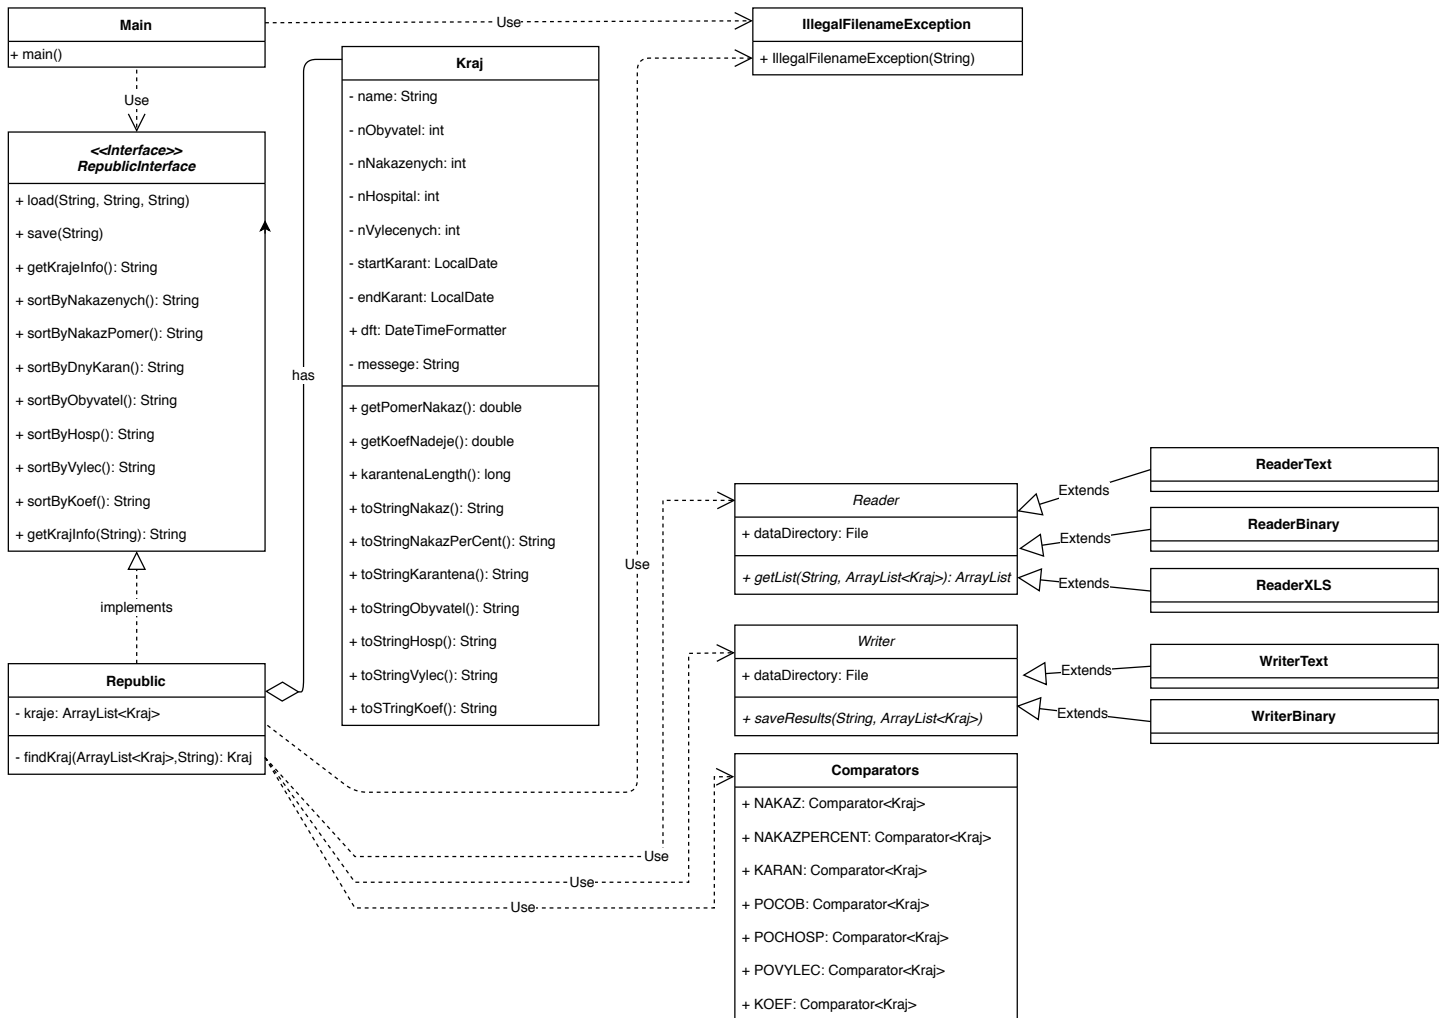 Main
+ main()
Use
IllegalFilenameException
+ IllegalFilenameException(String)
Use
<<Interface>>
RepublicInterface
+ load(String, String, String)
+ save(String)
+ getKrajeInfo(): String
+ sortByNakazenych(): String
+ sortByNakazPomer(): String
+ sortByDnyKaran(): String
+ sortByObyvatel(): String
+ sortByHosp(): String
+ sortByVylec(): String
+ sortByKoef(): String
+ getKrajInfo(String): String
implements
Republic
- kraje: ArrayList<Kraj>
- findKraj(ArrayList<Kraj>,String): Kraj
has
Kraj
- name: String
- nObyvatel: int
- nNakazenych: int
- nHospital: int
- nVylecenych: int
- startKarant: LocalDate
- endKarant: LocalDate
+ dft: DateTimeFormatter
- messege: String
+ getPomerNakaz(): double
+ getKoefNadeje(): double
+ karantenaLength(): long
+ toStringNakaz(): String
+ toStringNakazPerCent(): String
+ toStringKarantena(): String
+ toStringObyvatel(): String
+ toStringHosp(): String
+ toStringVylec(): String
+ toSTringKoef(): String
Use
Use
Use
Use
Reader
+ dataDirectory: File
+ getList(String, ArrayList<Kraj>): ArrayList
Extends
ReaderText
Extends
ReaderBinary
Extends
ReaderXLS
Writer
+ dataDirectory: File
+ saveResults(String, ArrayList<Kraj>)
Extends
WriterText
Extends
WriterBinary
Comparators
+ NAKAZ: Comparator<Kraj>
+ NAKAZPERCENT: Comparator<Kraj>
+ KARAN: Comparator<Kraj>
+ POCOB: Comparator<Kraj>
+ POCHOSP: Comparator<Kraj>
+ POVYLEC: Comparator<Kraj>
+ KOEF: Comparator<Kraj>